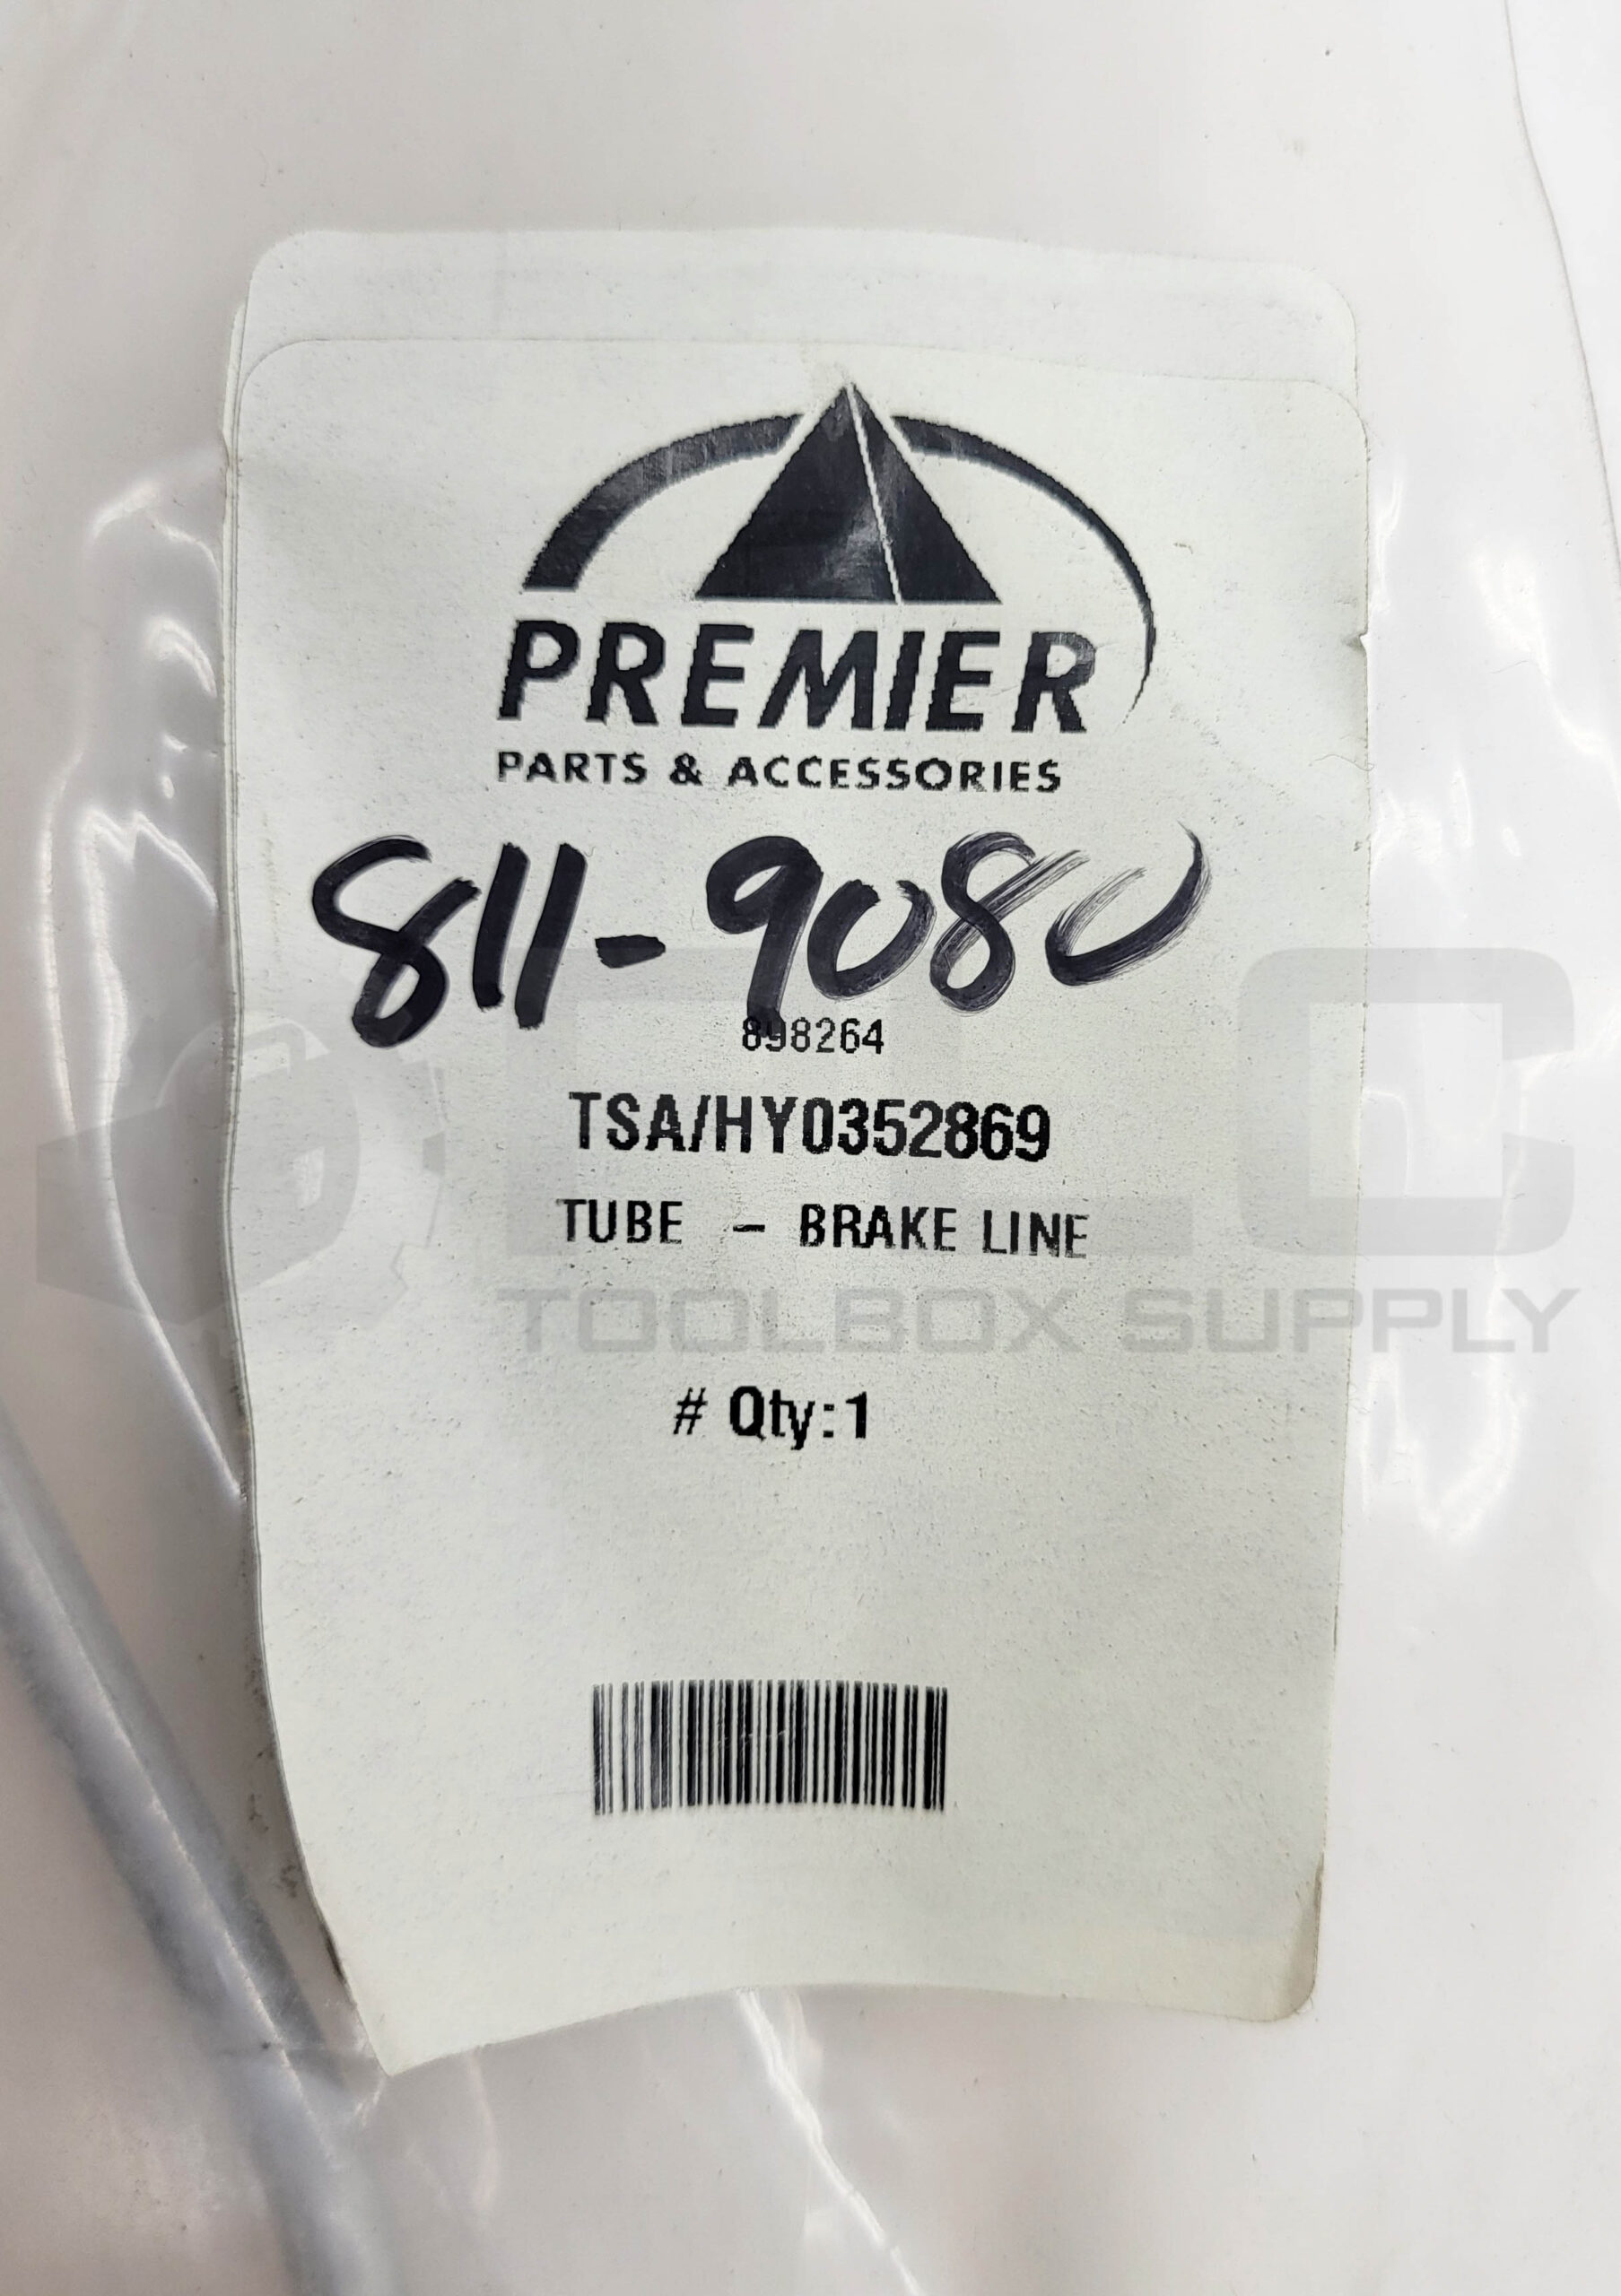 PREMIER
PARTS & ACCESSORIES
811-9080
898264
TSA/HY0352869
TUBE - BRAKE LINE
TOOLBOX SUPPLY
# Qty:1